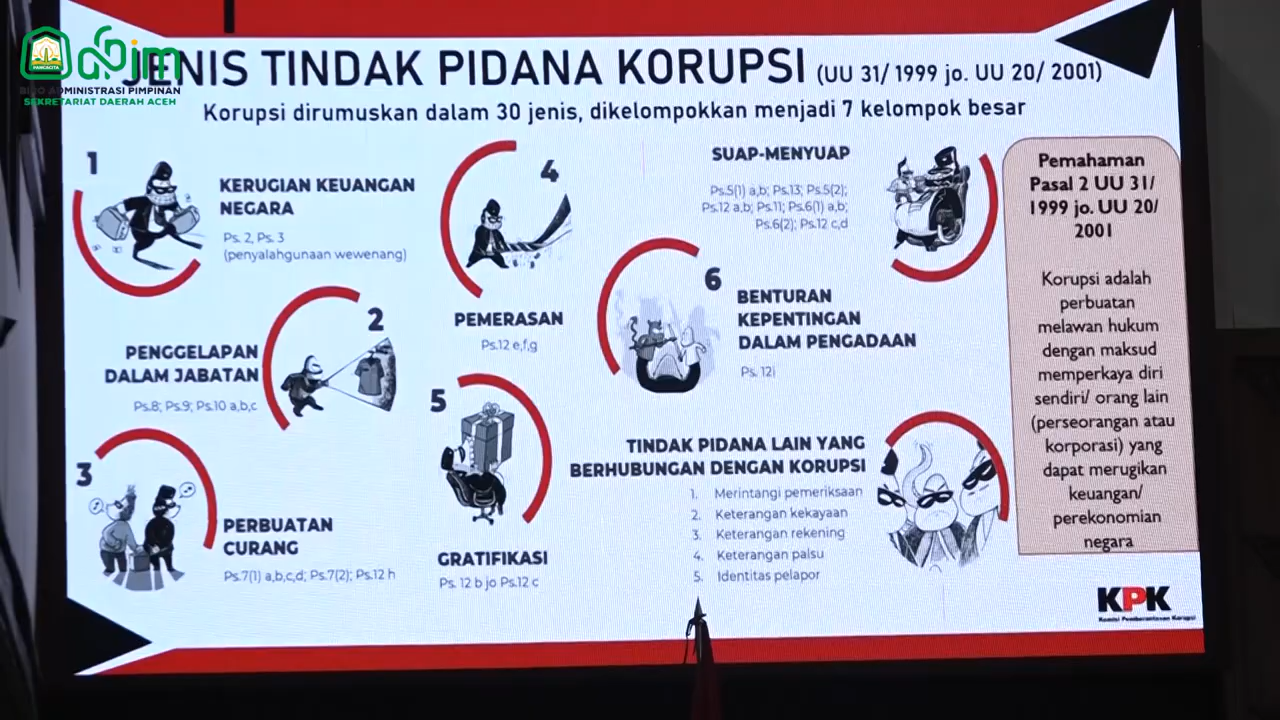 PANCACITA
adpim
BIRO ADMINISTRASI PIMPINAN
SEKRETARIAT DAERAH ACEH
JENIS TINDAK PIDANA KORUPSI (UU 31/ 1999 jo. UU 20/ 2001)
Korupsi dirumuskan dalam 30 jenis, dikelompokkan menjadi 7 kelompok besar
1
KERUGIAN KEUANGAN
NEGARA
Ps. 2, Ps. 3
(penyalahgunaan wewenang)
2
PENGGELAPAN
DALAM JABATAN
Ps.8; Ps.9; Ps.10 a,b,c
3
PERBUATAN
CURANG
Ps.7(1) a,b,c,d; Ps.7(2); Ps.12 h
4
PEMERASAN
Ps.12 e,f,g
5
GRATIFIKASI
Ps. 12 b jo Ps.12 c
SUAP-MENYUAP
Ps.5(1) a,b; Ps.13; Ps.5(2);
Ps.12 a,b; Ps.11; Ps.6(1) a,b;
Ps.6(2); Ps.12 c,d
6
BENTURAN
KEPENTINGAN
DALAM PENGADAAN
Ps. 12i
TINDAK PIDANA LAIN YANG
BERHUBUNGAN DENGAN KORUPSI
1. Merintangi pemeriksaan
2. Keterangan kekayaan
3. Keterangan rekening
4. Keterangan palsu
5. Identitas pelapor
Pemahaman
Pasal 2 UU 31/
1999 jo. UU 20/
2001
Korupsi adalah
perbuatan
melawan hukum
dengan maksud
memperkaya diri
sendiri/ orang lain
(perseorangan atau
korporasi) yang
dapat merugikan
keuangan/
perekonomian
negara
KPK
Komisi Pemberantasan Korupsi